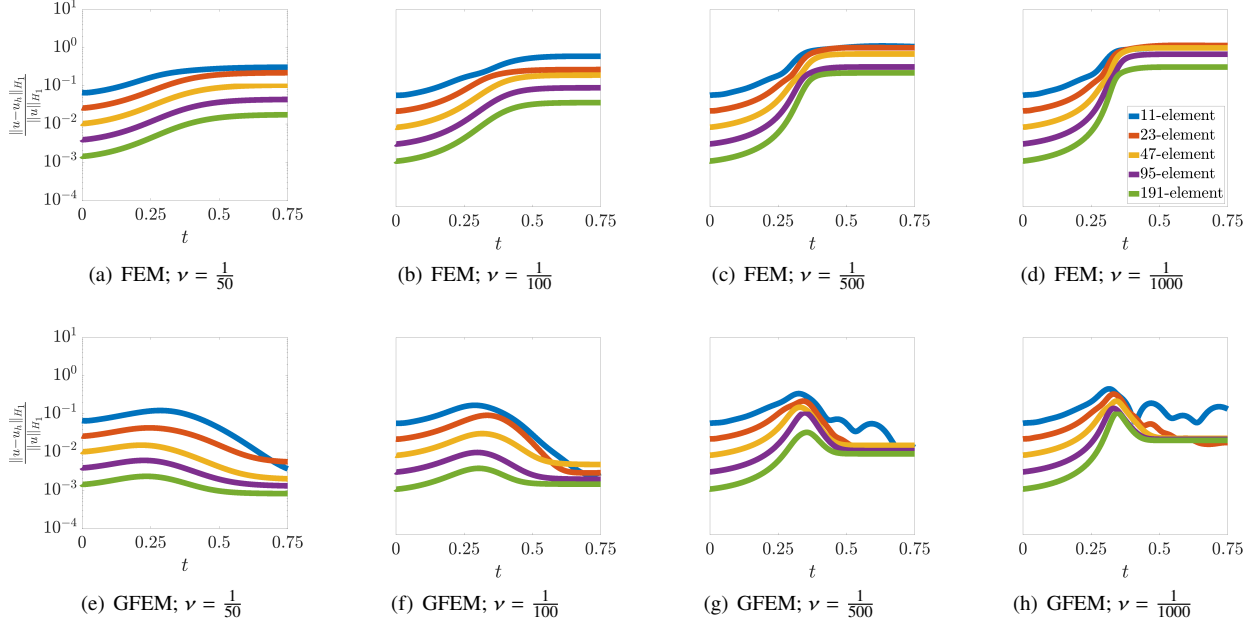 10^1
10^0
10^{-1}
10^{-2}
10^{-3}
10^{-4}
\frac{\|u-u_h\|_{H_1}}{\|u\|_{H_1}}
0 0.25 0.5 0.75
t
0 0.25 0.5 0.75
t
0 0.25 0.5 0.75
t
0 0.25 0.5 0.75
t
11-element
23-element
47-element
95-element
191-element
(a) FEM; ν = 1/50
(b) FEM; ν = 1/100
(c) FEM; ν = 1/500
(d) FEM; ν = 1/1000
10^1
10^0
10^{-1}
10^{-2}
10^{-3}
10^{-4}
\frac{\|u-u_h\|_{H_1}}{\|u\|_{H_1}}
0 0.25 0.5 0.75
t
0 0.25 0.5 0.75
t
0 0.25 0.5 0.75
t
0 0.25 0.5 0.75
t
(e) GFEM; ν = 1/50
(f) GFEM; ν = 1/100
(g) GFEM; ν = 1/500
(h) GFEM; ν = 1/1000